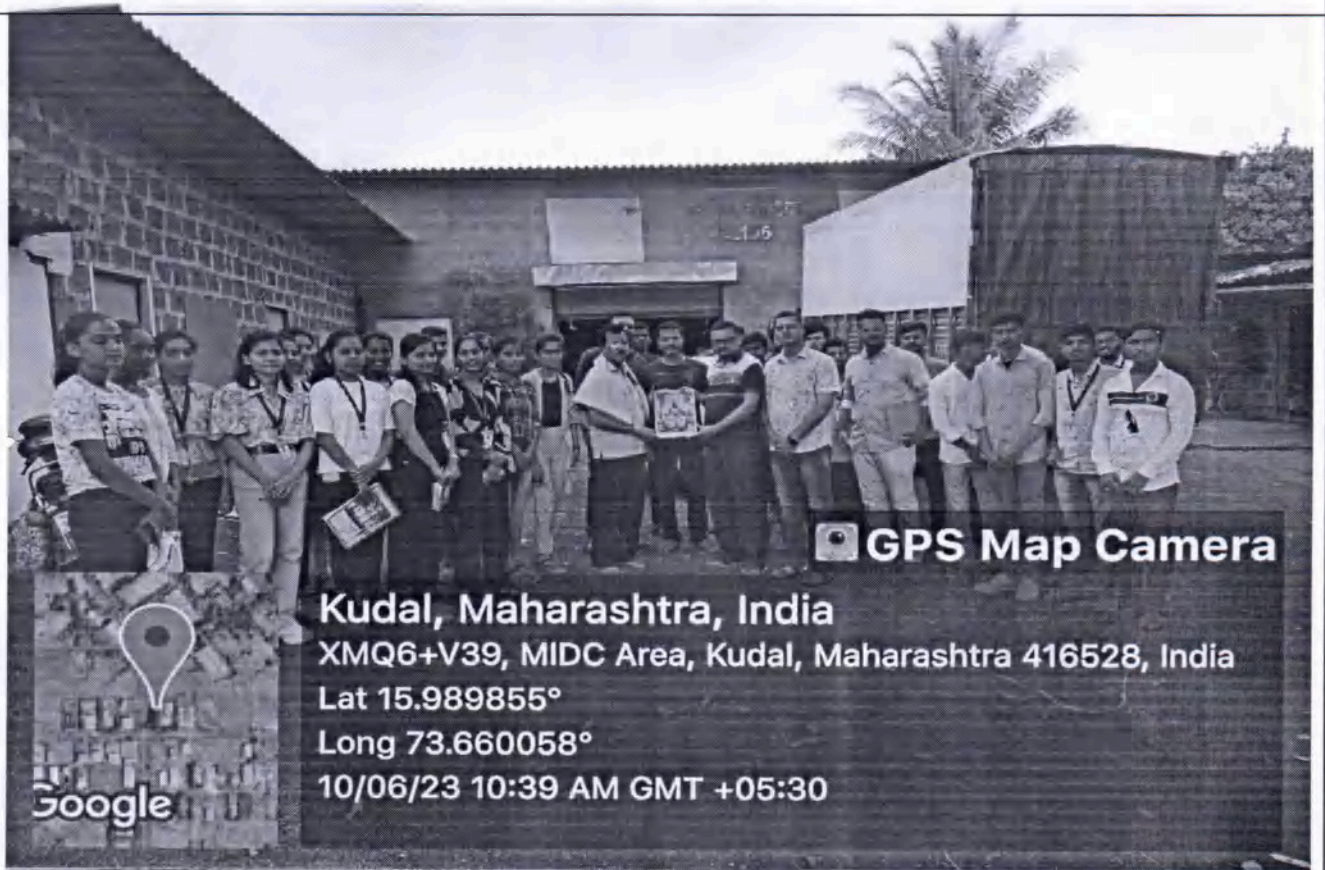 GPS Map Camera
Kudal, Maharashtra, India
XMQ6+V39, MIDC Area, Kudal, Maharashtra 416528, India
Lat 15.989855°
Long 73.660058°
10/06/23 10:39 AM GMT +05:30
Google